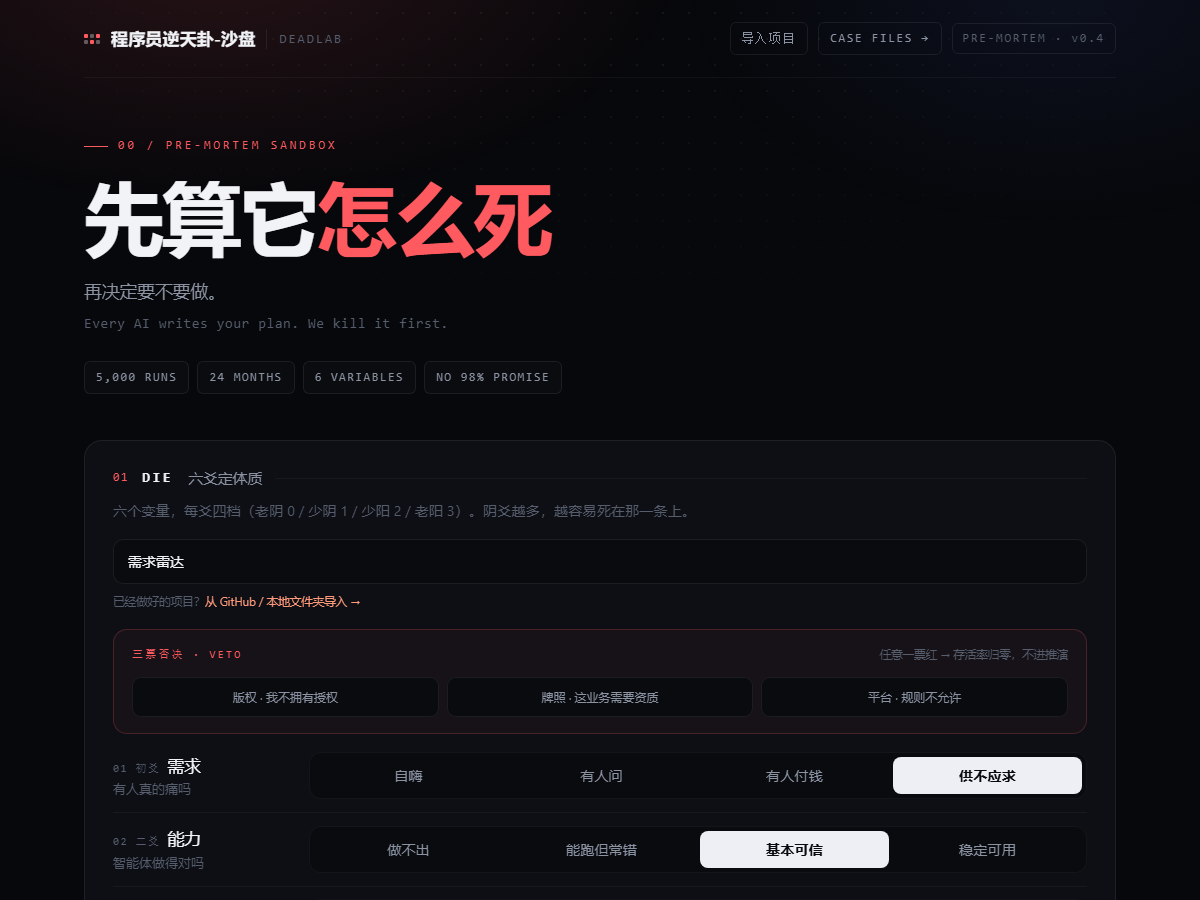 程序员逆天卦-沙盘 DEADLAB 导入项目 CASE FILES → PRE-MORTEM · v0.4
00 / PRE-MORTEM SANDBOX
先算它怎么死
再决定要不要做。
Every AI writes your plan. We kill it first.
5,000 RUNS 24 MONTHS 6 VARIABLES NO 98% PROMISE
01 DIE 六爻定体质
六个变量，每爻四档（老阴 0 / 少阴 1 / 少阳 2 / 老阳 3）。阴爻越多，越容易死在那一条上。
需求雷达
已经做好的项目？从 GitHub / 本地文件夹导入 →
三票否决 · VETO 任意一票红 → 存活率归零，不进推演
版权 · 我不拥有授权 牌照 · 这业务需要资质 平台 · 规则不允许
01 初爻 需求 自嗨 有人问 有人付钱 供不应求
有人真的痛吗
02 二爻 能力 做不出 能跑但常错 基本可信 稳定可用
智能体做得对吗